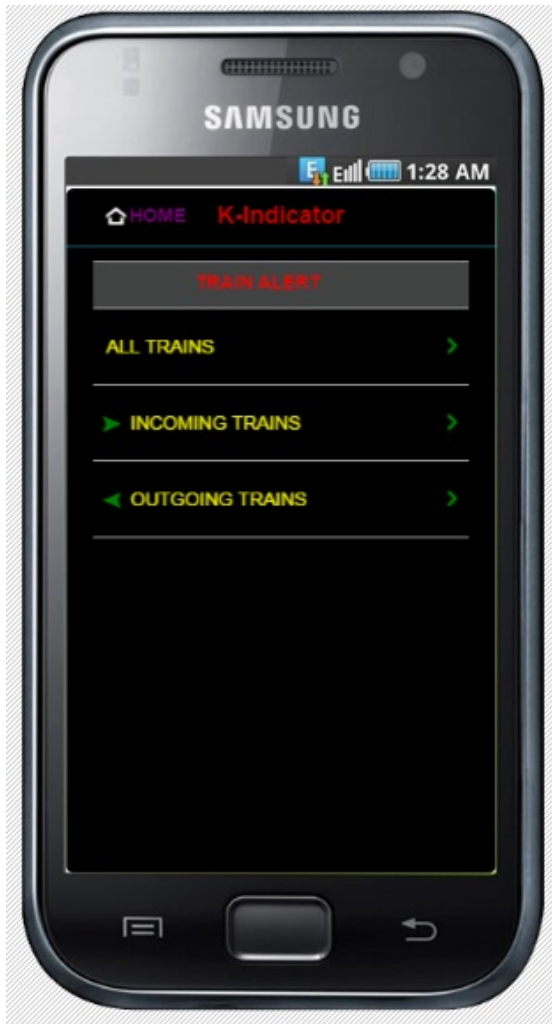 SAMSUNG
E 1:28 AM
HOME K-Indicator
TRAIN ALERT
ALL TRAINS
INCOMING TRAINS
OUTGOING TRAINS